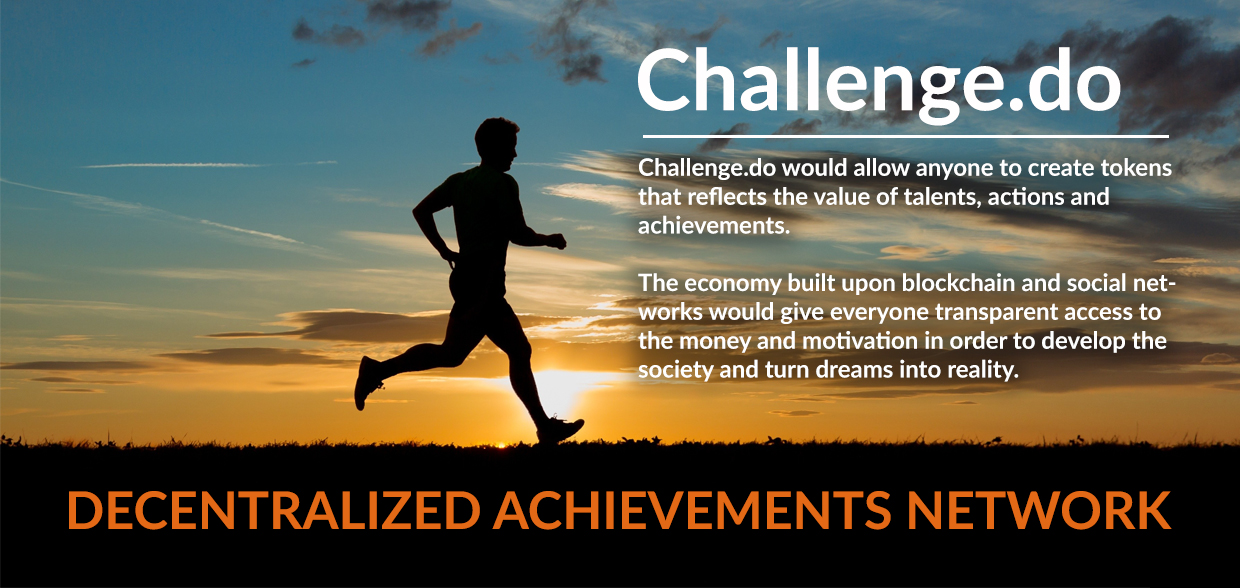 Challenge.do
Challenge.do would allow anyone to create tokens
that reflects the value of talents, actions and
achievements.
The economy built upon blockchain and social net-
works would give everyone transparent access to
the money and motivation in order to develop the
society and turn dreams into reality.
DECENTRALIZED ACHIEVEMENTS NETWORK